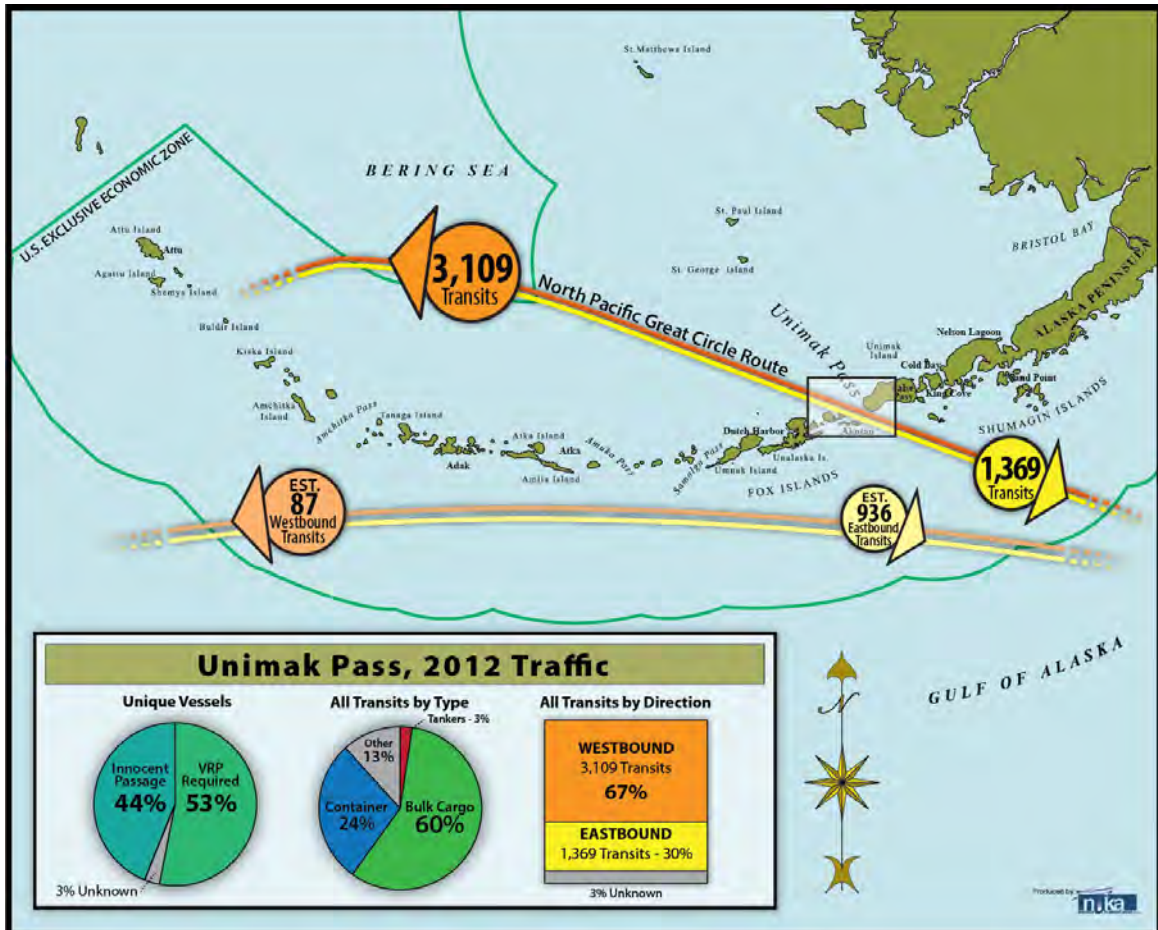 St. Matthews Island
BERING SEA
U.S. EXCLUSIVE ECONOMIC ZONE
Attu Island
Attu
Agattu Island
Shemya Island
Buldir Island
Kiska Island
Amchitka
Island
Amchitka Pass
Tanaga Island
Adak
Atka Island
Atka
Amlia Island
Amuka Pass
Samalga Pass
Umnak Island
Dutch Harbor
Unalaska Is.
Akutan
FOX ISLANDS
3,109
Transits
North Pacific Great Circle Route
St. Paul Island
St. George Island
Unimak Pass
Unimak
Island
Cold Bay
King Cove
Nelson Lagoon
Sand Point
BRISTOL BAY
SHUMAGIN ISLANDS
1,369
Transits
EST.
87
Westbound
Transits
EST.
936
Eastbound
Transits
GULF OF ALASKA
Unimak Pass, 2012 Traffic
Unique Vessels
Innocent
Passage
44%
VRP
Required
53%
3% Unknown
All Transits by Type
Tankers - 3%
Other
13%
Container
24%
Bulk Cargo
60%
All Transits by Direction
WESTBOUND
3,109 Transits
67%
EASTBOUND
1,369 Transits - 30%
3% Unknown
N
Produced by
nuka